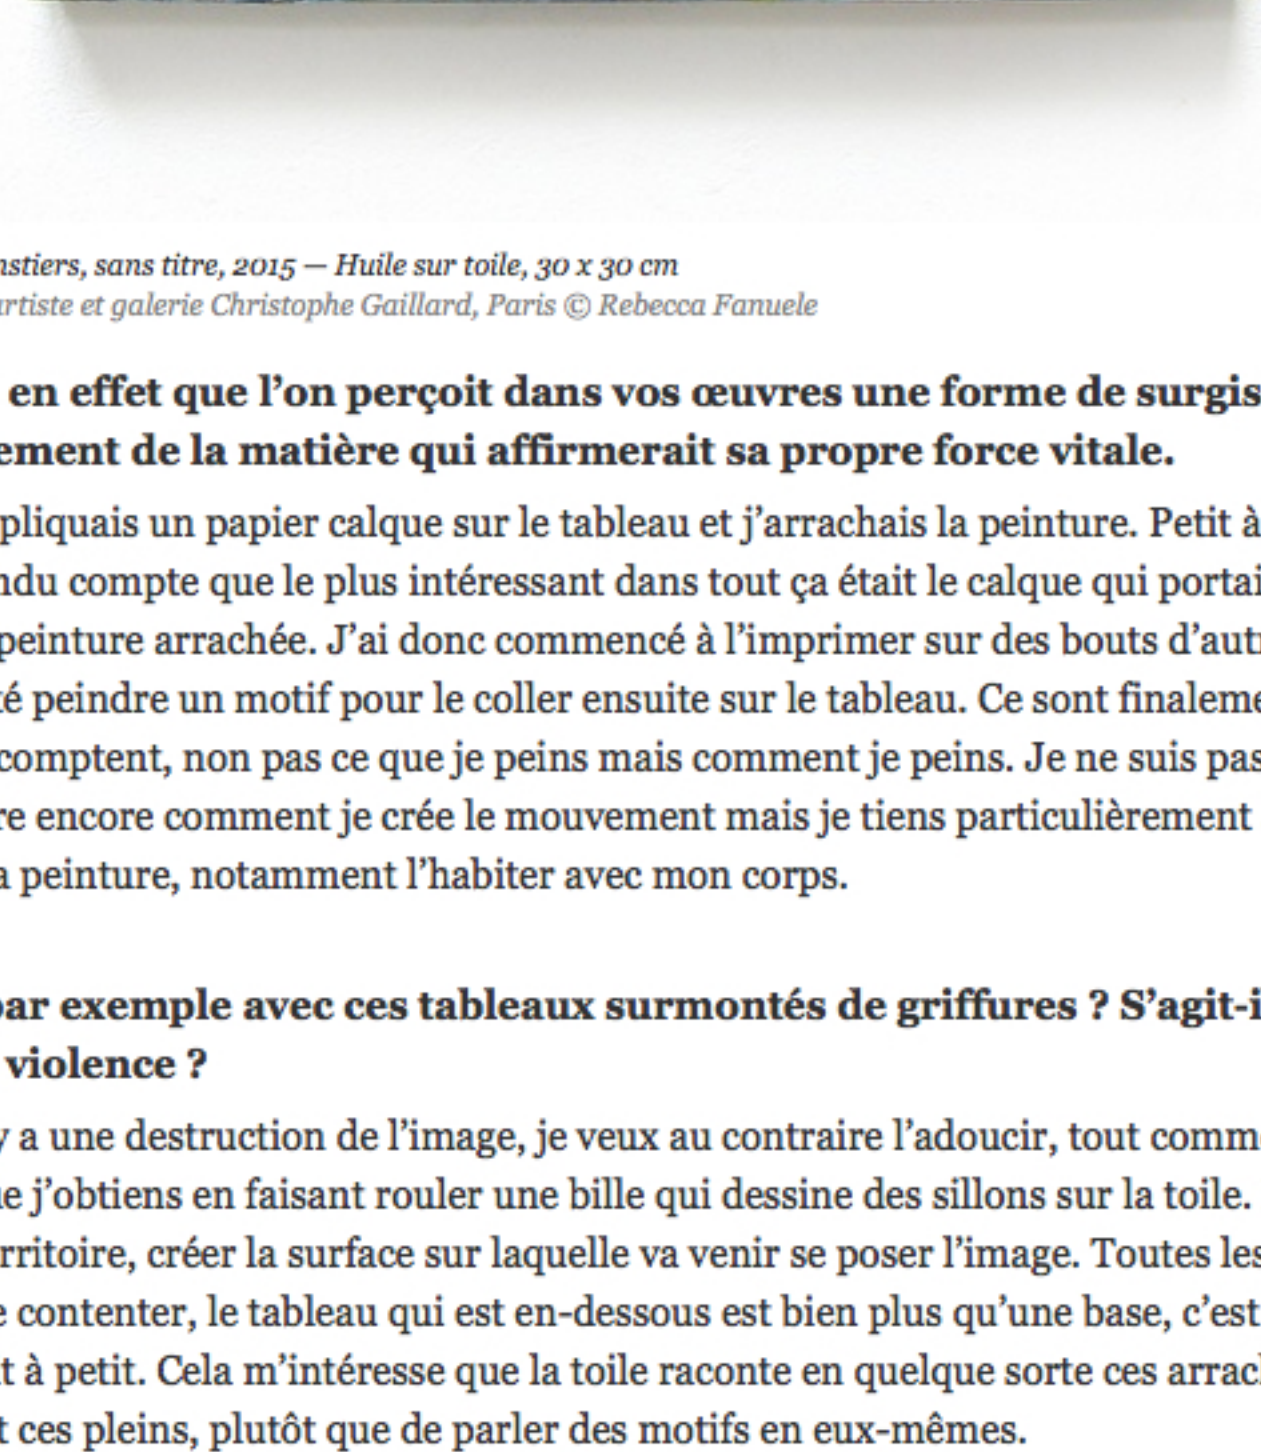 nstiers, sans titre, 2015 — Huile sur toile, 30 x 30 cm
artiste et galerie Christophe Gaillard, Paris © Rebecca Fanuele
en effet que l’on perçoit dans vos œuvres une forme de surgis
ement de la matière qui affirmerait sa propre force vitale.
pliquais un papier calque sur le tableau et j’arrachais la peinture. Petit à
ndu compte que le plus intéressant dans tout ça était le calque qui portai
peinture arrachée. J’ai donc commencé à l’imprimer sur des bouts d’autr
té peindre un motif pour le coller ensuite sur le tableau. Ce sont finaleme
comptent, non pas ce que je peins mais comment je peins. Je ne suis pas
re encore comment je crée le mouvement mais je tiens particulièrement
a peinture, notamment l’habiter avec mon corps.
par exemple avec ces tableaux surmontés de griffures ? S’agit-i
violence ?
y a une destruction de l’image, je veux au contraire l’adoucir, tout comm
ue j’obtiens en faisant rouler une bille qui dessine des sillons sur la toile.
rritoire, créer la surface sur laquelle va venir se poser l’image. Toutes les
e contenter, le tableau qui est en-dessous est bien plus qu’une base, c’est
t à petit. Cela m’intéresse que la toile raconte en quelque sorte ces arrac
t ces pleins, plutôt que de parler des motifs en eux-mêmes.